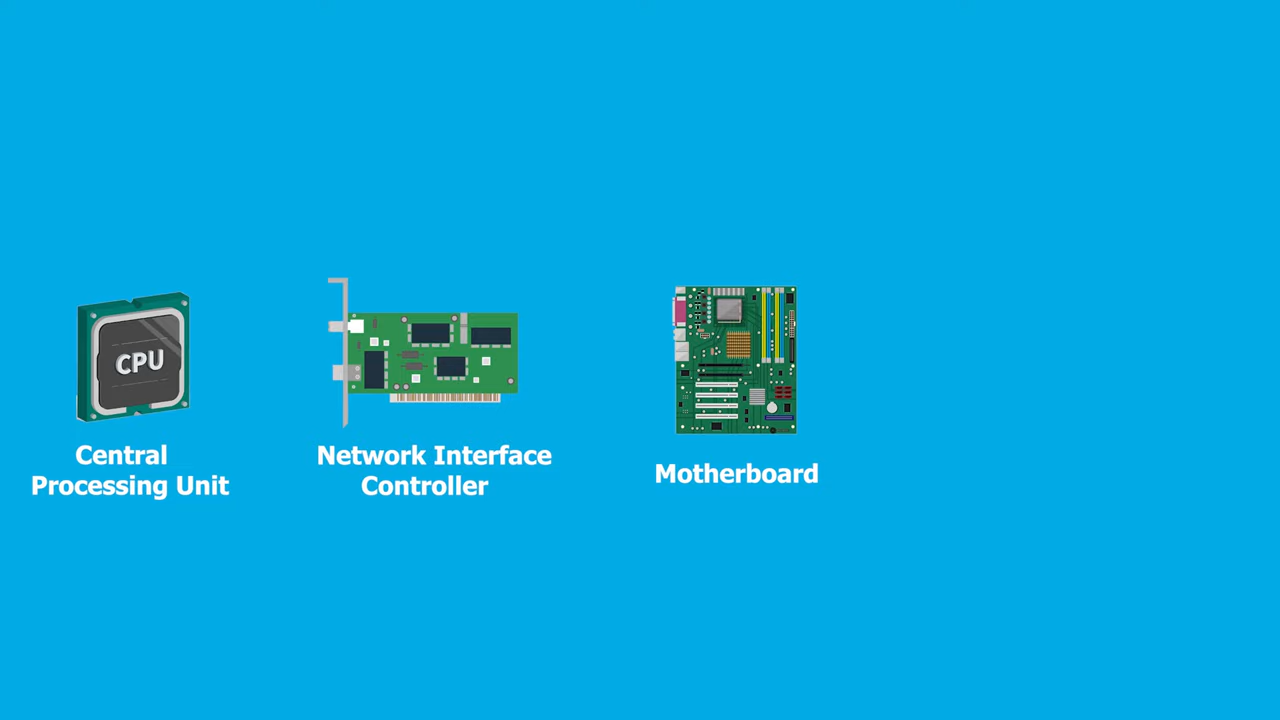 CPU
Central
Processing Unit
Network Interface
Controller
Motherboard